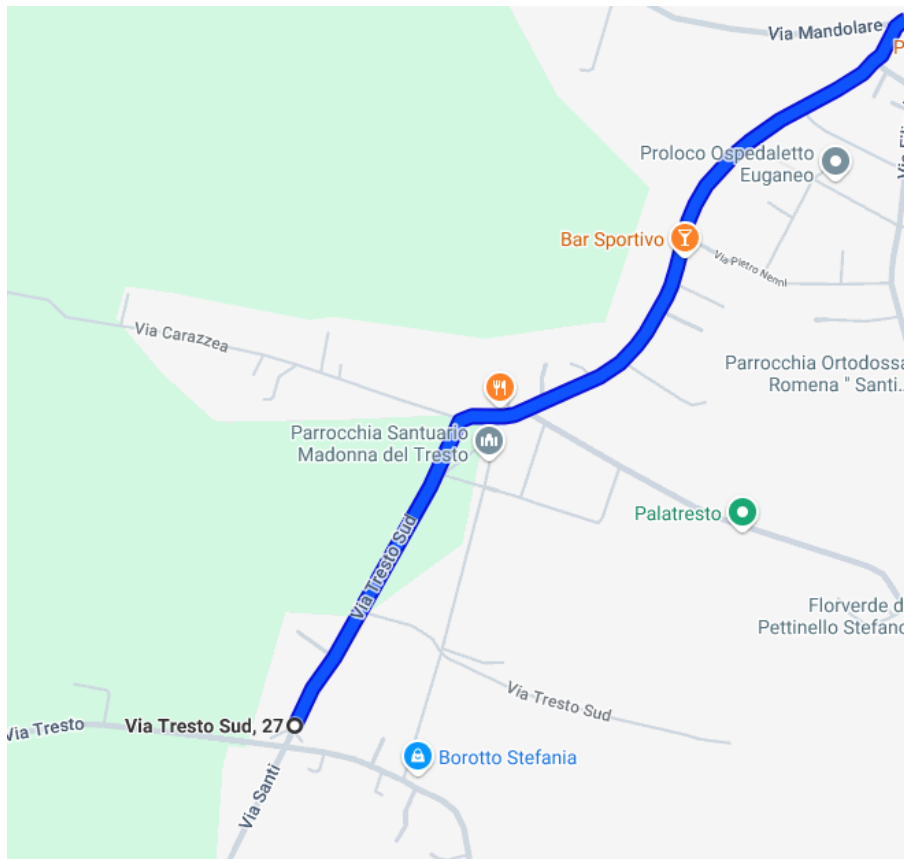 Via Mandolare
P
Via Fili
Proloco Ospedaletto
Euganeo
Bar Sportivo
Via Pietro Nenni
Via Carazzea
Parrocchia Ortodossa
Romena " Santi...
Parrocchia Santuario
Madonna del Tresto
Palatresto
Via Tresto Sud
Florverde d
Pettinello Stefano
Via Tresto Sud
Via Tresto Sud, 27
Via Tresto
Borotto Stefania
Via Santi